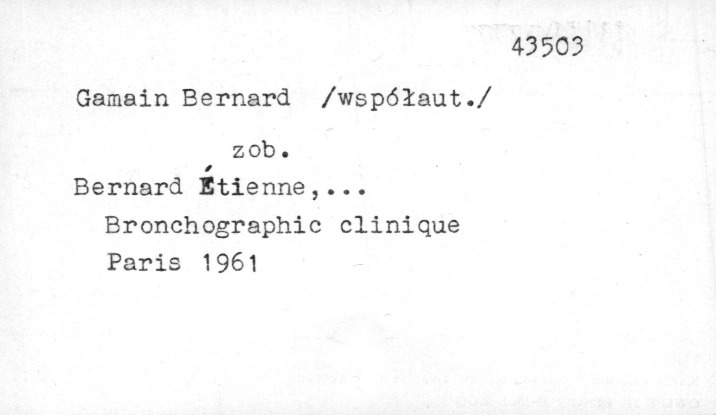 43503
Gamain Bernard /współaut./
zob.
Bernard Étienne,...
Bronchographic clinique
Paris 1961